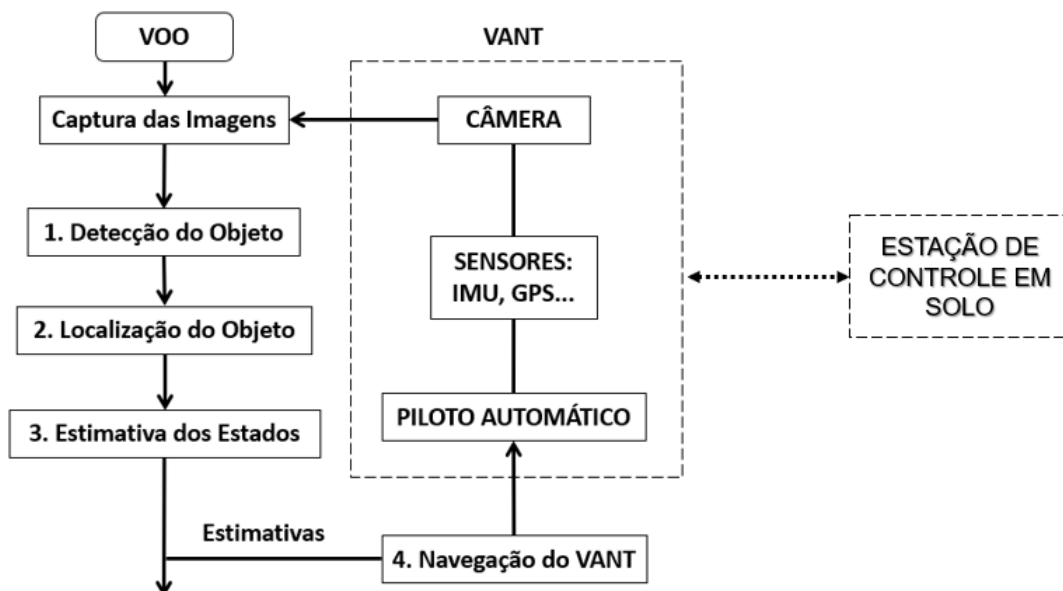 VOO
VANT
Captura das Imagens
CÂMERA
1. Detecção do Objeto
SENSORES:
IMU, GPS...
ESTAÇÃO DE
CONTROLE EM
SOLO
2. Localização do Objeto
PILOTO AUTOMÁTICO
3. Estimativa dos Estados
Estimativas
4. Navegação do VANT